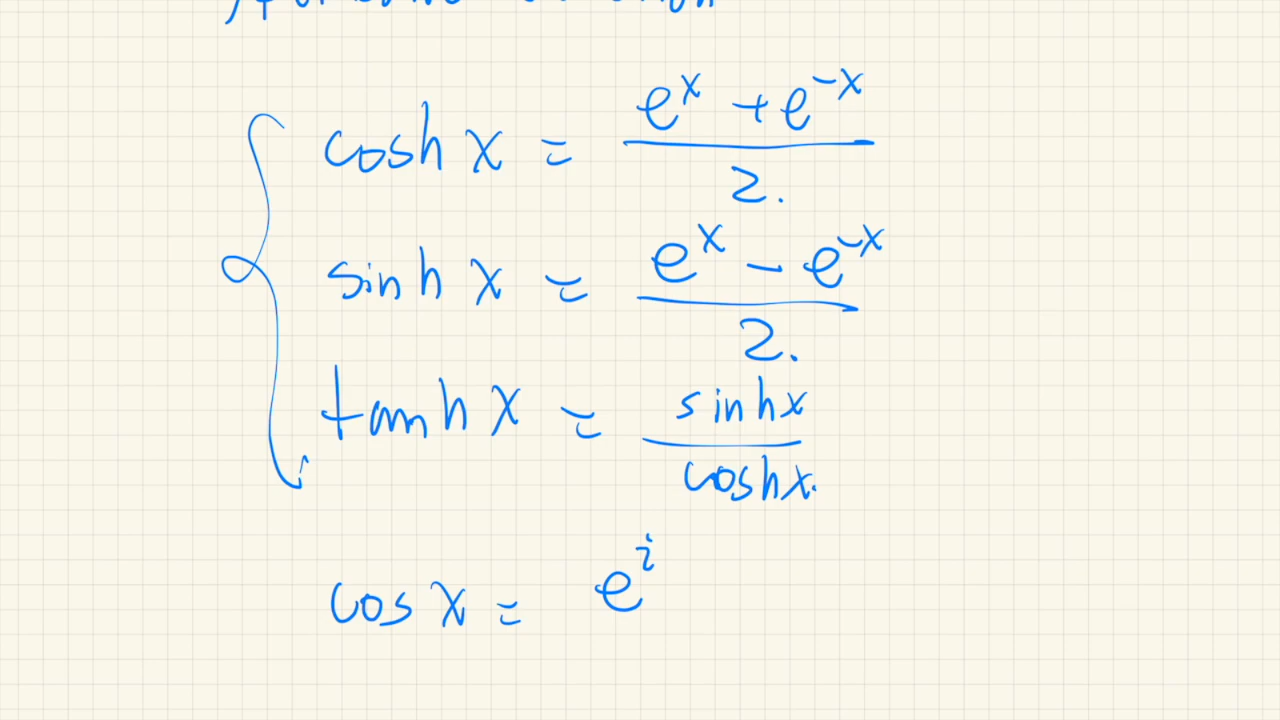 cosh x = (e^x + e^-x) / 2.
sinh x = (e^x - e^-x) / 2.
tanh x = sinh x / cosh x.
cos x = e^i